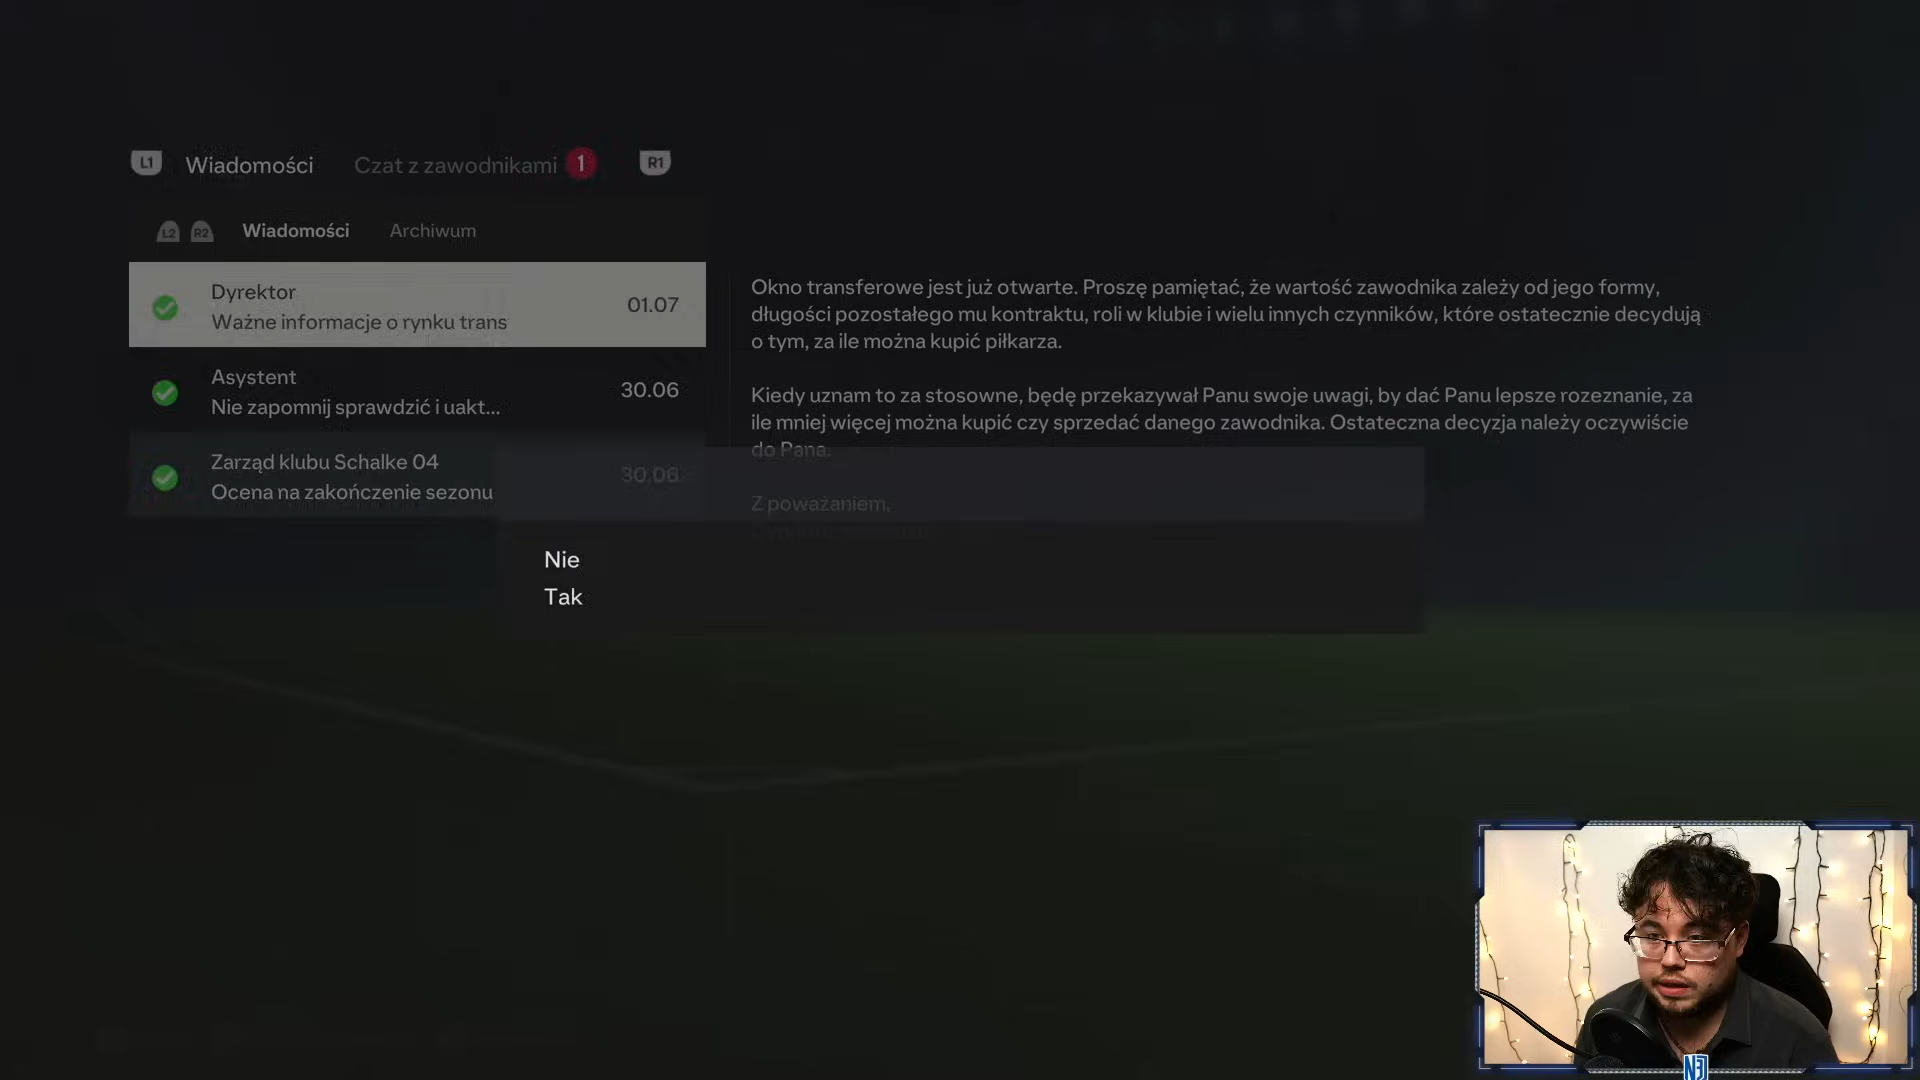 L1 Wiadomości Czat z zawodnikami 1 R1
L2 R2 Wiadomości Archiwum
Dyrektor
Ważne informacje o rynku trans
01.07
Asystent
Nie zapomnij sprawdzić i uakt...
30.06
Zarząd klubu Schalke 04
Ocena na zakończenie sezonu
30.06
Okno transferowe jest już otwarte. Proszę pamiętać, że wartość zawodnika zależy od jego formy,
długości pozostałego mu kontraktu, roli w klubie i wielu innych czynników, które ostatecznie decydują
o tym, za ile można kupić piłkarza.
Kiedy uznam to za stosowne, będę przekazywał Panu swoje uwagi, by dać Panu lepsze rozeznanie, za
ile mniej więcej można kupić czy sprzedać danego zawodnika. Ostateczna decyzja należy oczywiście
do Pana.
Z poważaniem,
Nie
Tak